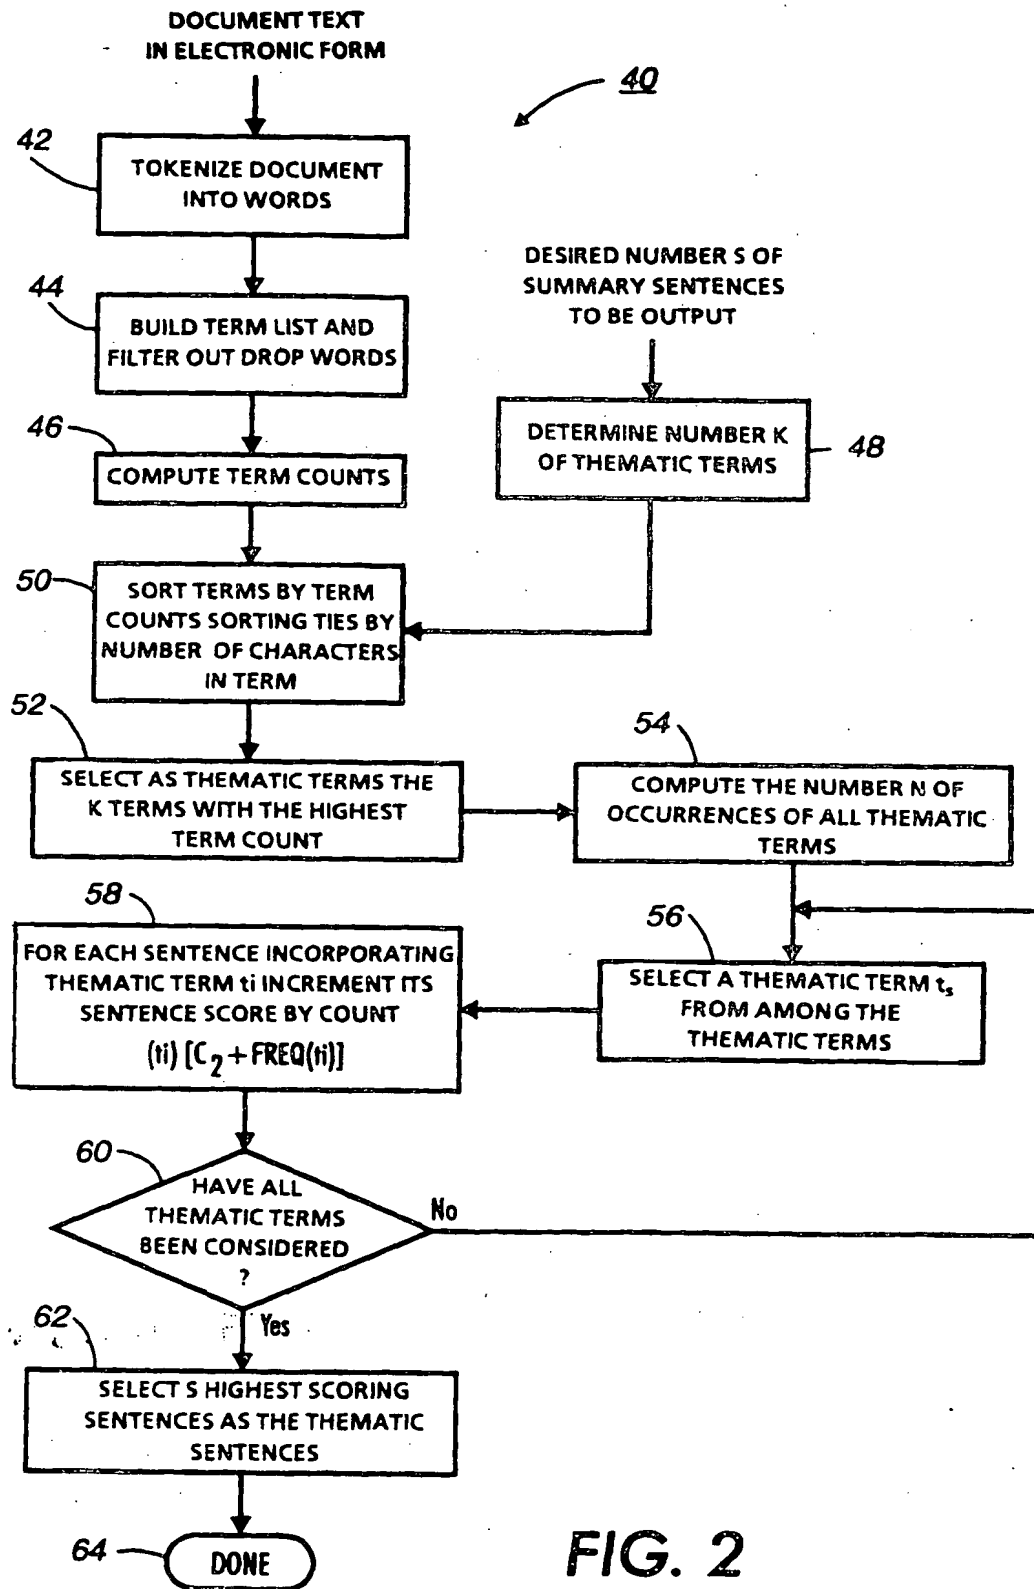 DOCUMENT TEXT
IN ELECTRONIC FORM
40
42
TOKENIZE DOCUMENT
INTO WORDS
DESIRED NUMBER S OF
SUMMARY SENTENCES
TO BE OUTPUT
44
BUILD TERM LIST AND
FILTER OUT DROP WORDS
46
COMPUTE TERM COUNTS
DETERMINE NUMBER K
OF THEMATIC TERMS
48
50
SORT TERMS BY TERM
COUNTS SORTING TIES BY
NUMBER OF CHARACTERS
IN TERM
52
SELECT AS THEMATIC TERMS THE
K TERMS WITH THE HIGHEST
TERM COUNT
54
COMPUTE THE NUMBER N OF
OCCURRENCES OF ALL THEMATIC
TERMS
56
SELECT A THEMATIC TERM ts
FROM AMONG THE
THEMATIC TERMS
58
FOR EACH SENTENCE INCORPORATING
THEMATIC TERM ti INCREMENT ITS
SENTENCE SCORE BY COUNT
(ti) [C2 + FREQ(ti)]
60
HAVE ALL
THEMATIC TERMS
BEEN CONSIDERED
?
No
Yes
62
SELECT S HIGHEST SCORING
SENTENCES AS THE THEMATIC
SENTENCES
64
DONE
FIG. 2